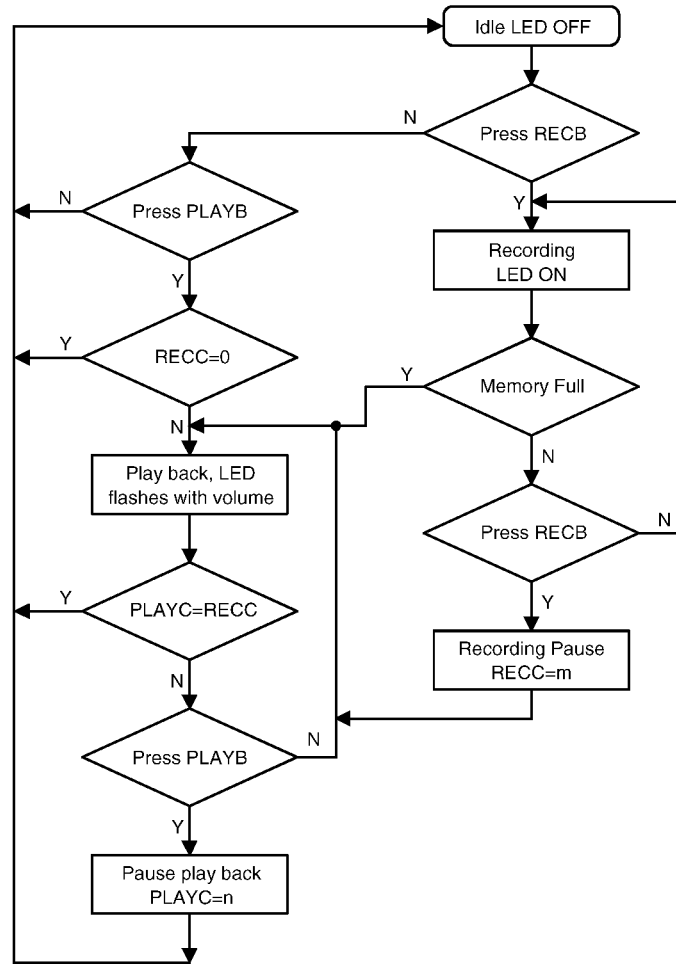 Idle LED OFF
N
Press RECB
N
Press PLAYB
Y
Recording
LED ON
Y
Y
RECC=0
Y
Memory Full
N
N
Play back, LED
flashes with volume
Press RECB
N
Y
PLAYC=RECC
Y
N
Recording Pause
RECC=m
Press PLAYB
N
Y
Pause play back
PLAYC=n